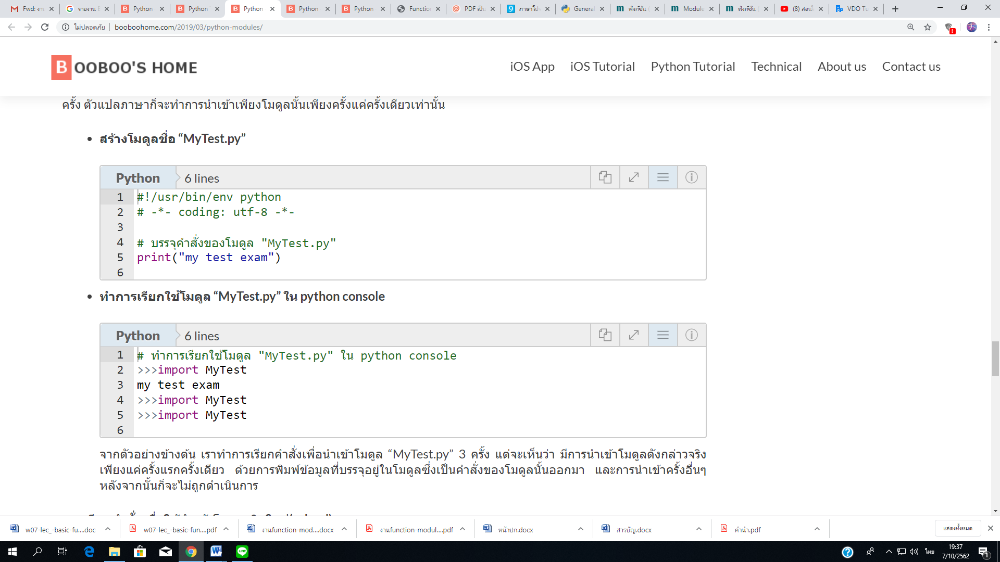 Fwd: งาน
รายงาน E
Python
Python
Python
Python
Python
Function
PDF เป็น
ภาษาโปร
General
ฟังก์ชัน (
Module
ฟังก์ชัน (
(8) สอนใ
VDO Tu
ไม่ปลอดภัย
booboohome.com/2019/03/python-modules/
BOOBOO'S HOME
iOS App iOS Tutorial Python Tutorial Technical About us Contact us
ครั้ง ตัวแปลภาษาก็จะทำการนำเข้าเพียงโมดูลนั้นเพียงครั้งแค่ครั้งเดียวเท่านั้น
สร้างโมดูลชื่อ “MyTest.py”
Python 6 lines
1 #!/usr/bin/env python
2 # -*- coding: utf-8 -*-
3
4 # บรรจุคำสั่งของโมดูล "MyTest.py"
5 print("my test exam")
6
ทำการเรียกใช้โมดูล “MyTest.py” ใน python console
Python 6 lines
1 # ทำการเรียกใช้โมดูล "MyTest.py" ใน python console
2 >>>import MyTest
3 my test exam
4 >>>import MyTest
5 >>>import MyTest
6
จากตัวอย่างข้างต้น เราทำการเรียกคำสั่งเพื่อนำเข้าโมดูล “MyTest.py” 3 ครั้ง แต่จะเห็นว่า มีการนำเข้าโมดูลดังกล่าวจริง
เพียงแค่ครั้งแรกครั้งเดียว ด้วยการพิมพ์ข้อมูลที่บรรจุอยู่ในโมดูลซึ่งเป็นคำสั่งของโมดูลนั้นออกมา และการนำเข้าครั้งอื่นๆ
หลังจากนั้นก็จะไม่ถูกดำเนินการ
w07-lec_-basic-fu....doc
w07-lec_-basic-fun....pdf
งานfunction-mod....docx
งานfunction-modul....pdf
หน้าปก.docx
สารบัญ.docx
คำนำ.pdf
แสดงทั้งหมด
ไทย
19:37
7/10/2562
1